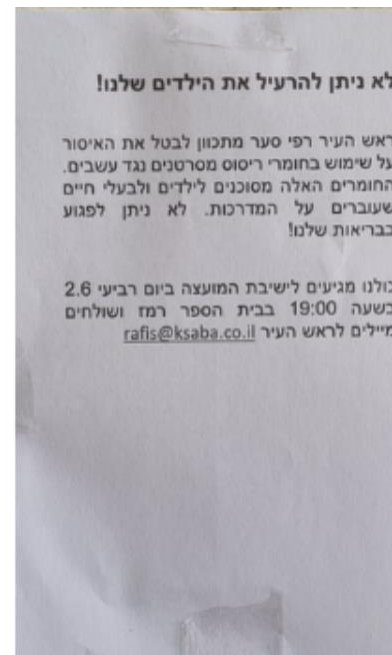 לא ניתן להרעיל את הילדים שלנו!
ראש העיר רפי סער מתכוון לבטל את האיסור
על שימוש בחומרי ריסוס מסרטנים נגד עשבים.
החומרים האלה מסוכנים לילדים ולבעלי חיים
שעוברים על המדרכות. לא ניתן לפגוע
בבריאות שלנו!
כולנו מגיעים לישיבת המועצה ביום רביעי 2.6
בשעה 19:00 בבית הספר רמז ושולחים
מיילים לראש העיר rafis@ksaba.co.il